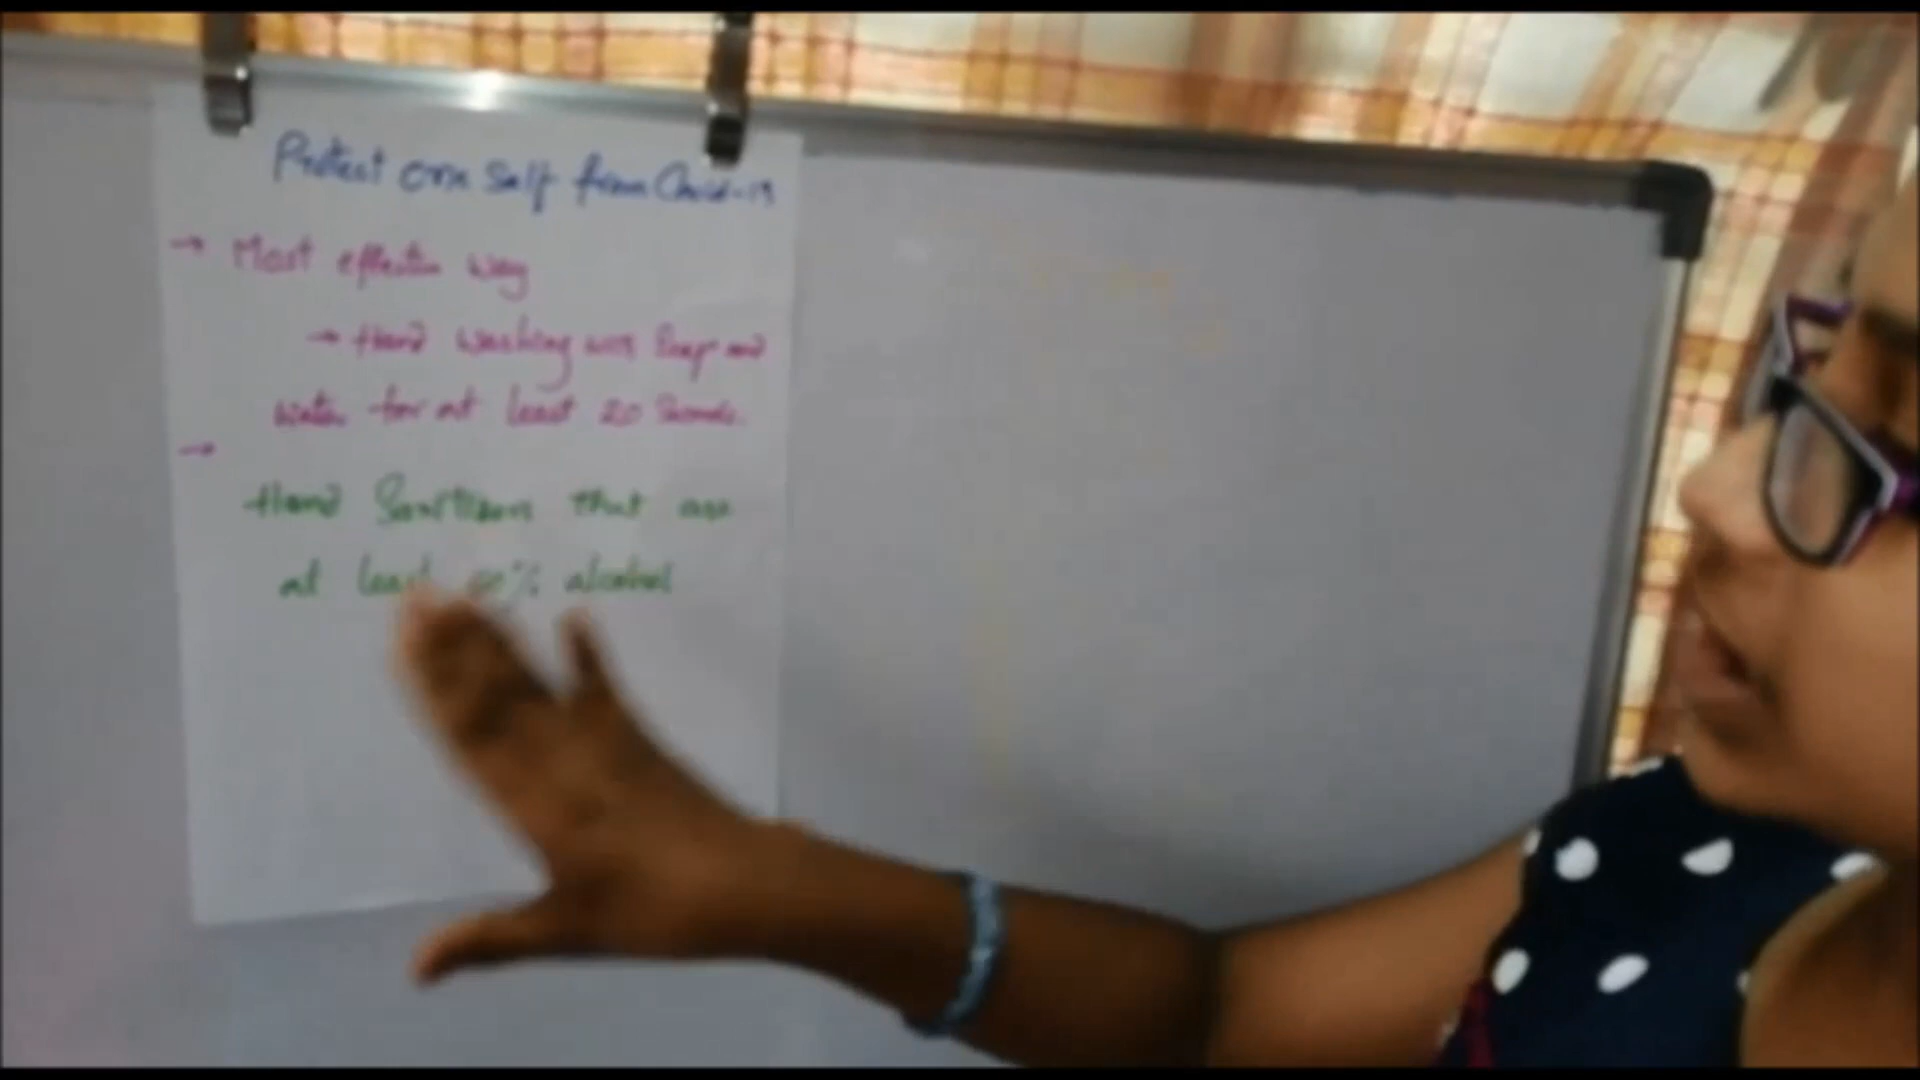 Protect our self from Covid-19
→ Most effective way
→ Hand washing with Soap and
water for at least 20 Seconds.
→
Hand Sanitizers that are
at least % alcohol